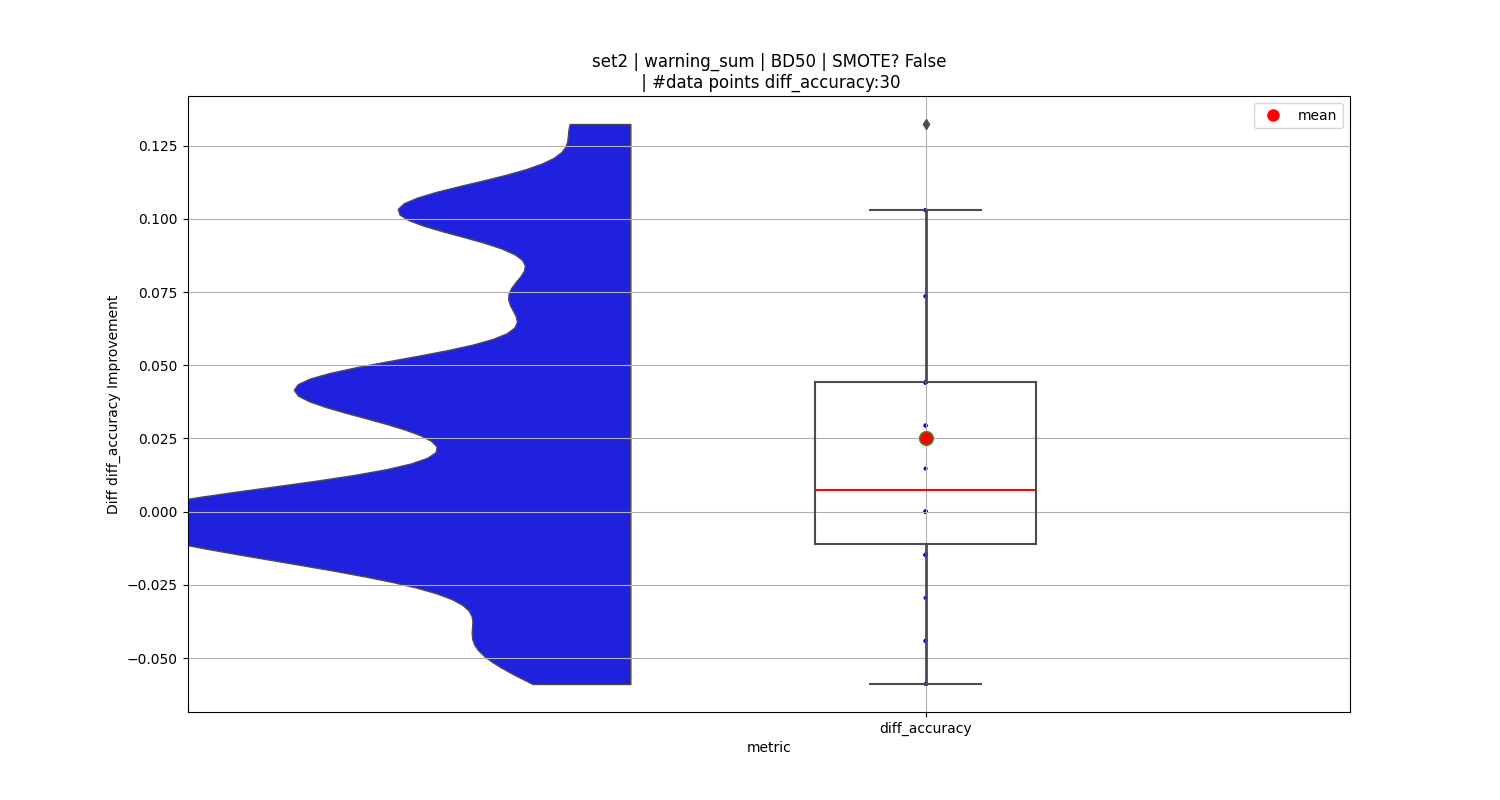 set2 | warning_sum | BD50 | SMOTE? False
| #data points diff_accuracy:30
mean
0.125
0.100
0.075
0.050
0.025
0.000
−0.025
−0.050
Diff diff_accuracy Improvement
diff_accuracy
metric